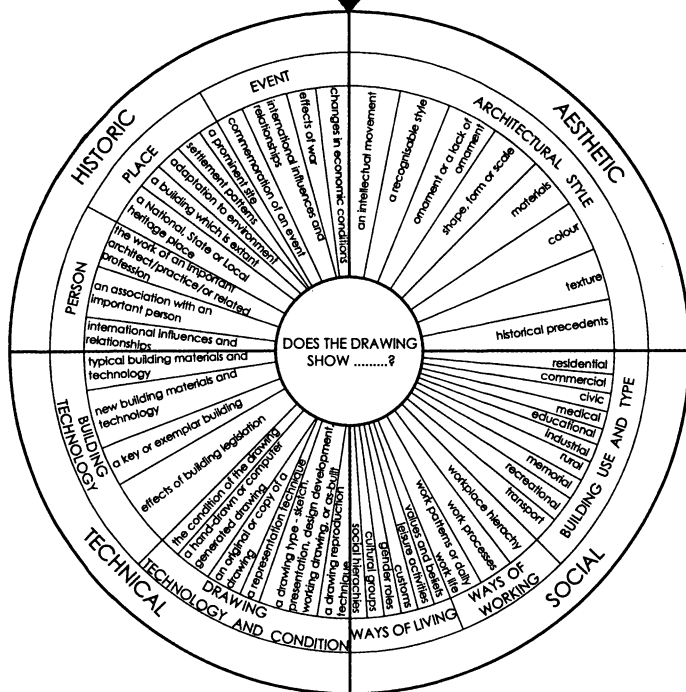 DOES THE DRAWING
SHOW .........?
AESTHETIC
ARCHITECTURAL STYLE
an intellectual movement
a recognisable style
ornament or a lack of
ornament
shape, form or scale
materials
colour
texture
historical precedents
SOCIAL
BUILDING USE AND TYPE
residential
commercial
civic
medical
educational
industrial
rural
memorial
recreational
transport
WAYS OF
WORKING
workplace hierachy
work processes
work patterns or daily
work life
WAYS OF LIVING
values and beliefs
leisure activities
customs
gender roles
cultural groups
social hierachies
TECHNICAL
DRAWING
TECHNOLOGY AND CONDITION
a drawing reproduction
technique
a drawing type - sketch,
presentation, design development,
working drawing, or as-built
a representation technique
an original or copy of a
drawing
a hand-drawn or computer
generated drawing
the condition of the drawing
BUILDING
TECHNOLOGY
effects of building legislation
a key or exemplar building
new building materials and
technology
typical building materials and
technology
HISTORIC
PERSON
international influences and
relationships
an association with an
important person
the work of an important
architect/practice/or related
profession
PLACE
a National, State or Local
heritage place
a building which is extant
adaptation to environment
settlement patterns
a prominent site
EVENT
commemoration of an event
international influences and
relationships
effects of war
changes in economic conditions